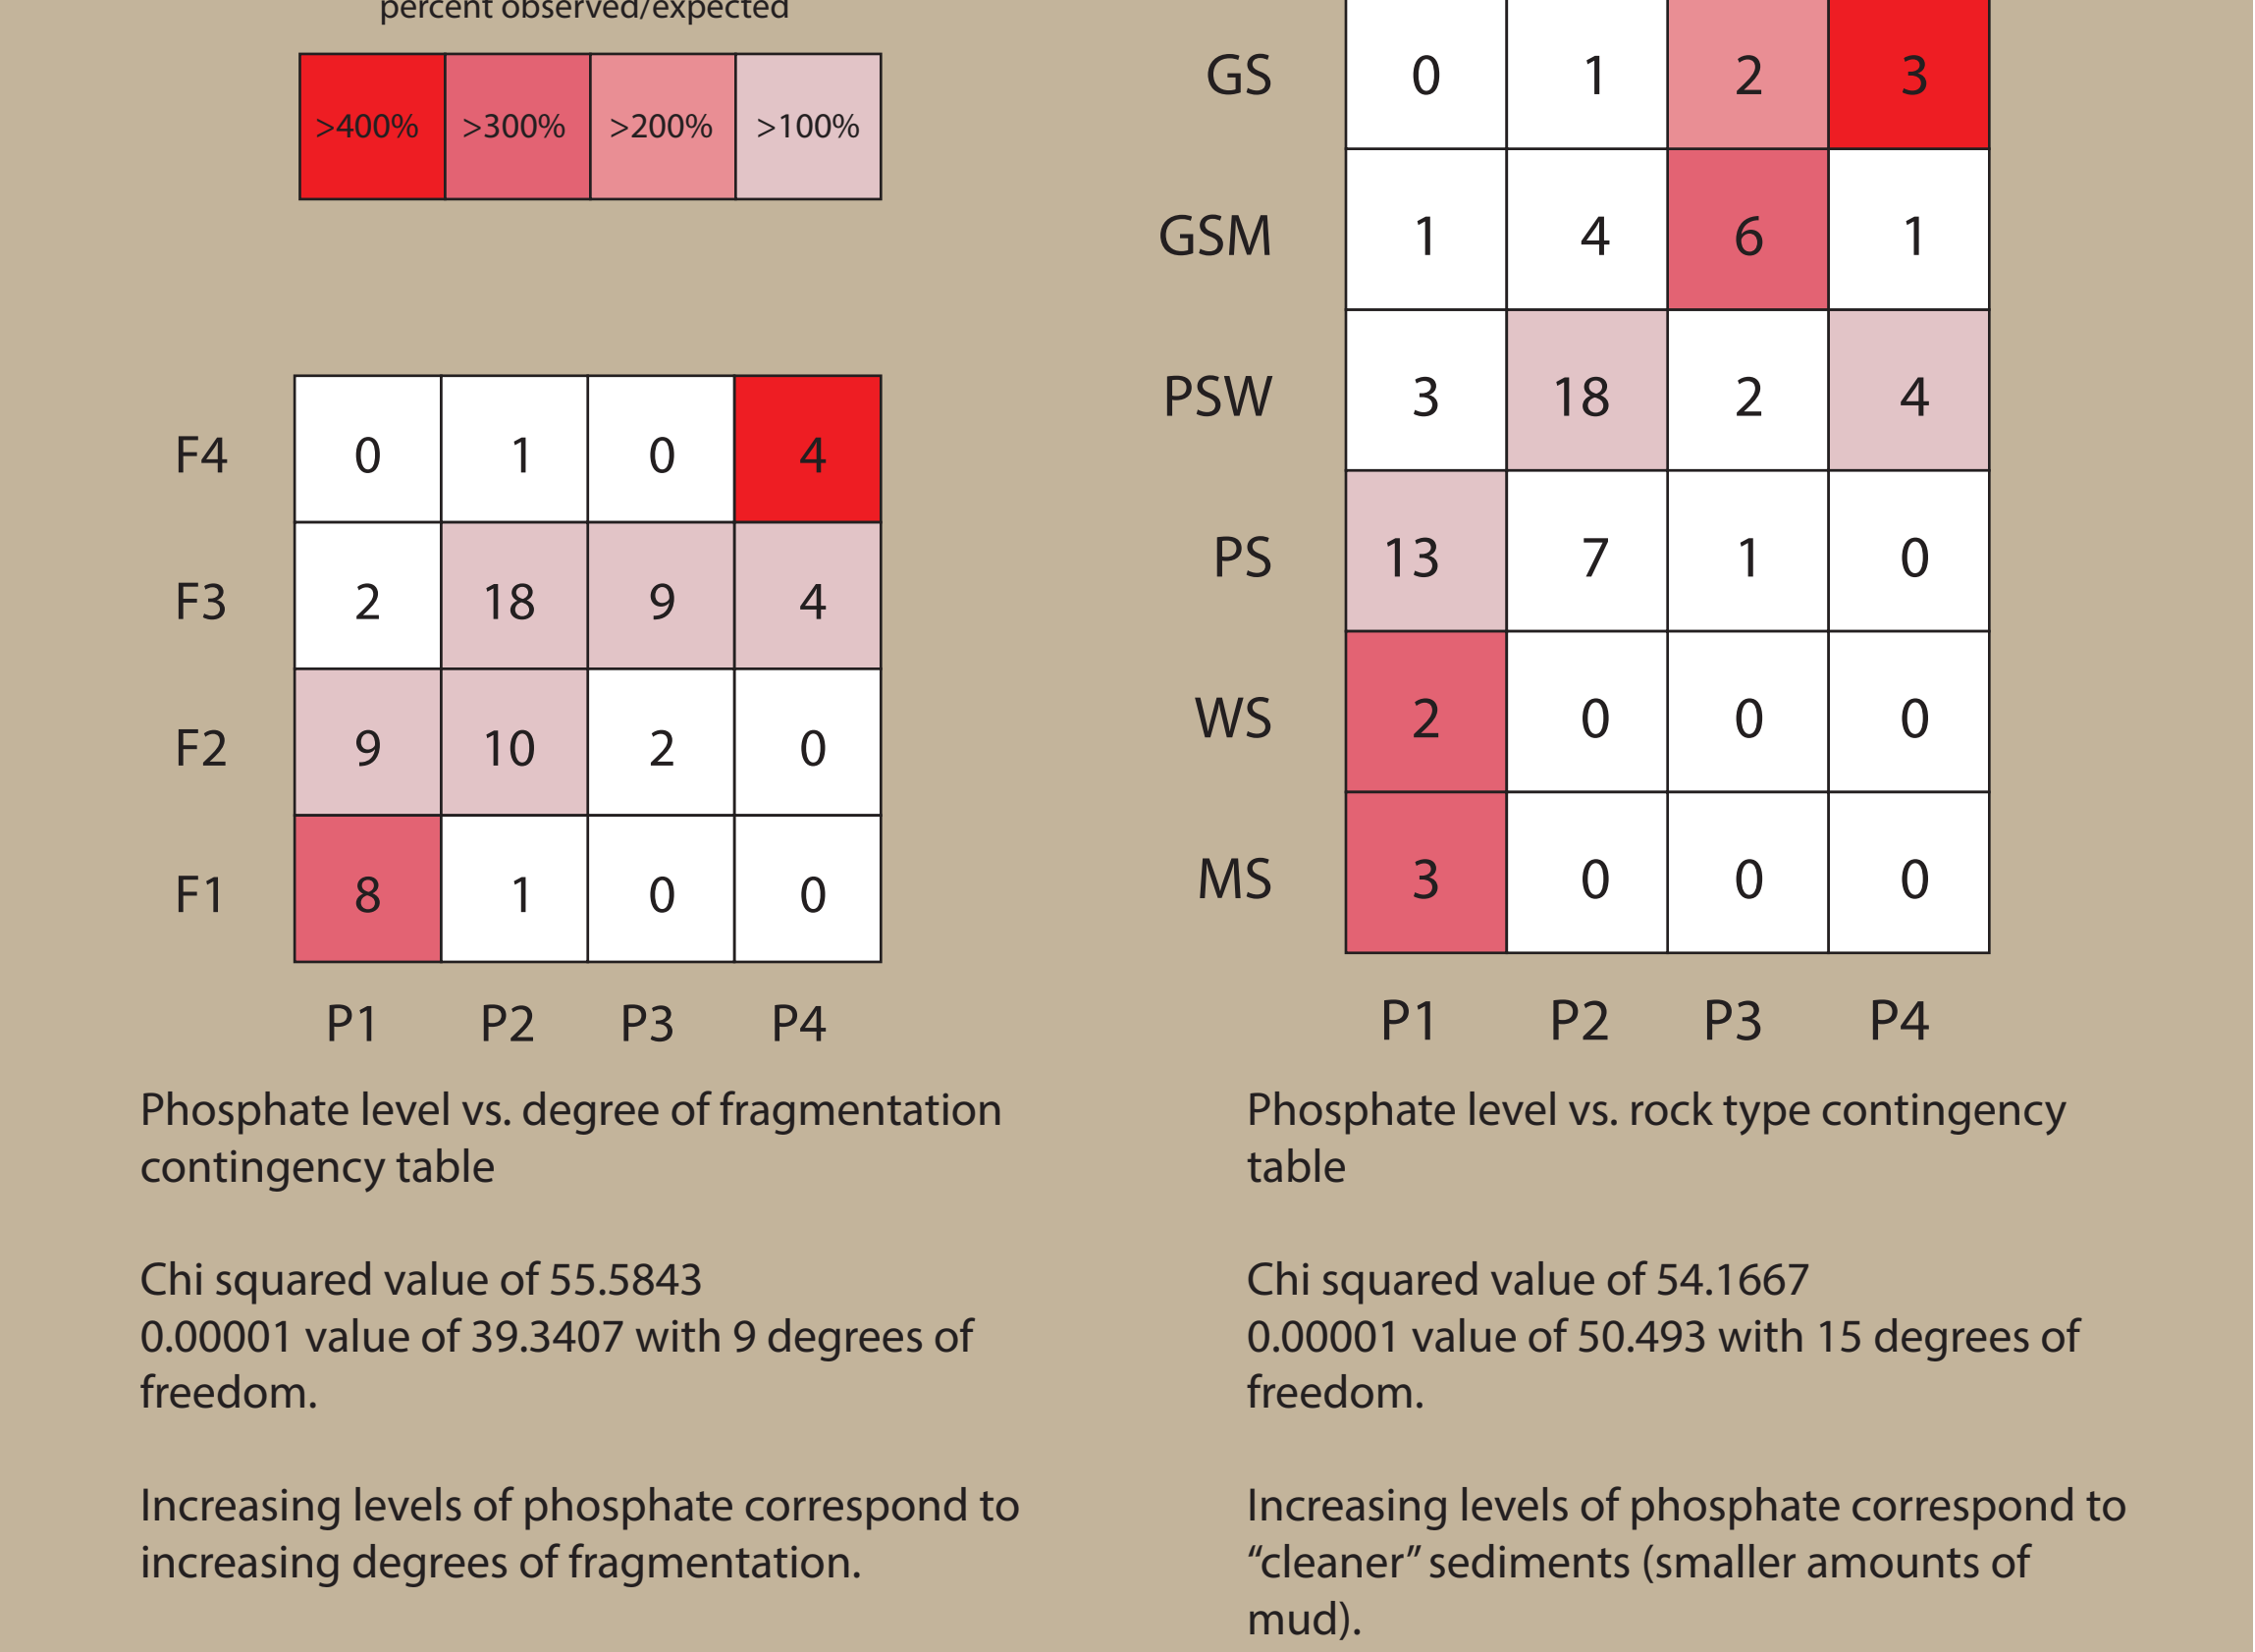 percent observed/expected
>400% >300% >200% >100%
F4 0 1 0 4
F3 2 18 9 4
F2 9 10 2 0
F1 8 1 0 0
P1 P2 P3 P4
Phosphate level vs. degree of fragmentation
contingency table
Chi squared value of 55.5843
0.00001 value of 39.3407 with 9 degrees of
freedom.
Increasing levels of phosphate correspond to
increasing degrees of fragmentation.
GS 0 1 2 3
GSM 1 4 6 1
PSW 3 18 2 4
PS 13 7 1 0
WS 2 0 0 0
MS 3 0 0 0
P1 P2 P3 P4
Phosphate level vs. rock type contingency
table
Chi squared value of 54.1667
0.00001 value of 50.493 with 15 degrees of
freedom.
Increasing levels of phosphate correspond to
“cleaner” sediments (smaller amounts of
mud).